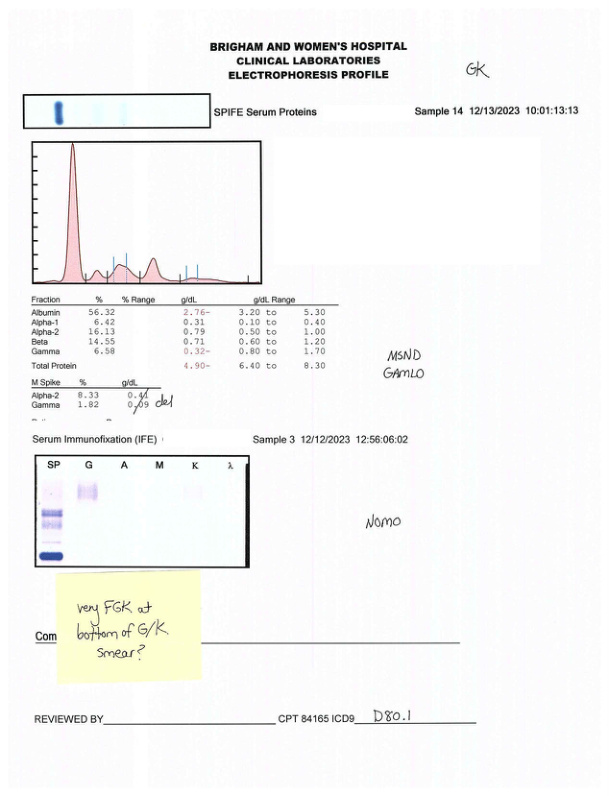 BRIGHAM AND WOMEN'S HOSPITAL
CLINICAL LABORATORIES
ELECTROPHORESIS PROFILE
GK
SPIFE Serum Proteins Sample 14 12/13/2023 10:01:13:13
Fraction % % Range g/dL g/dL Range
Albumin 56.32 2.76- 3.20 to 5.30
Alpha-1 6.42 0.31 0.10 to 0.40
Alpha-2 16.13 0.79 0.50 to 1.00
Beta 14.55 0.71 0.60 to 1.20
Gamma 6.58 0.32- 0.80 to 1.70
Total Protein 4.90- 6.40 to 8.30
MSND
GAMLO
M Spike % g/dL
Alpha-2 8.33 0.41
Gamma 1.82 0.09 del
Serum Immunofixation (IFE) Sample 3 12/12/2023 12:56:06:02
SP G A M K λ
NOMO
very FGK at
bottom of G/K
smear?
Com
REVIEWED BY CPT 84165 ICD9 D80.1